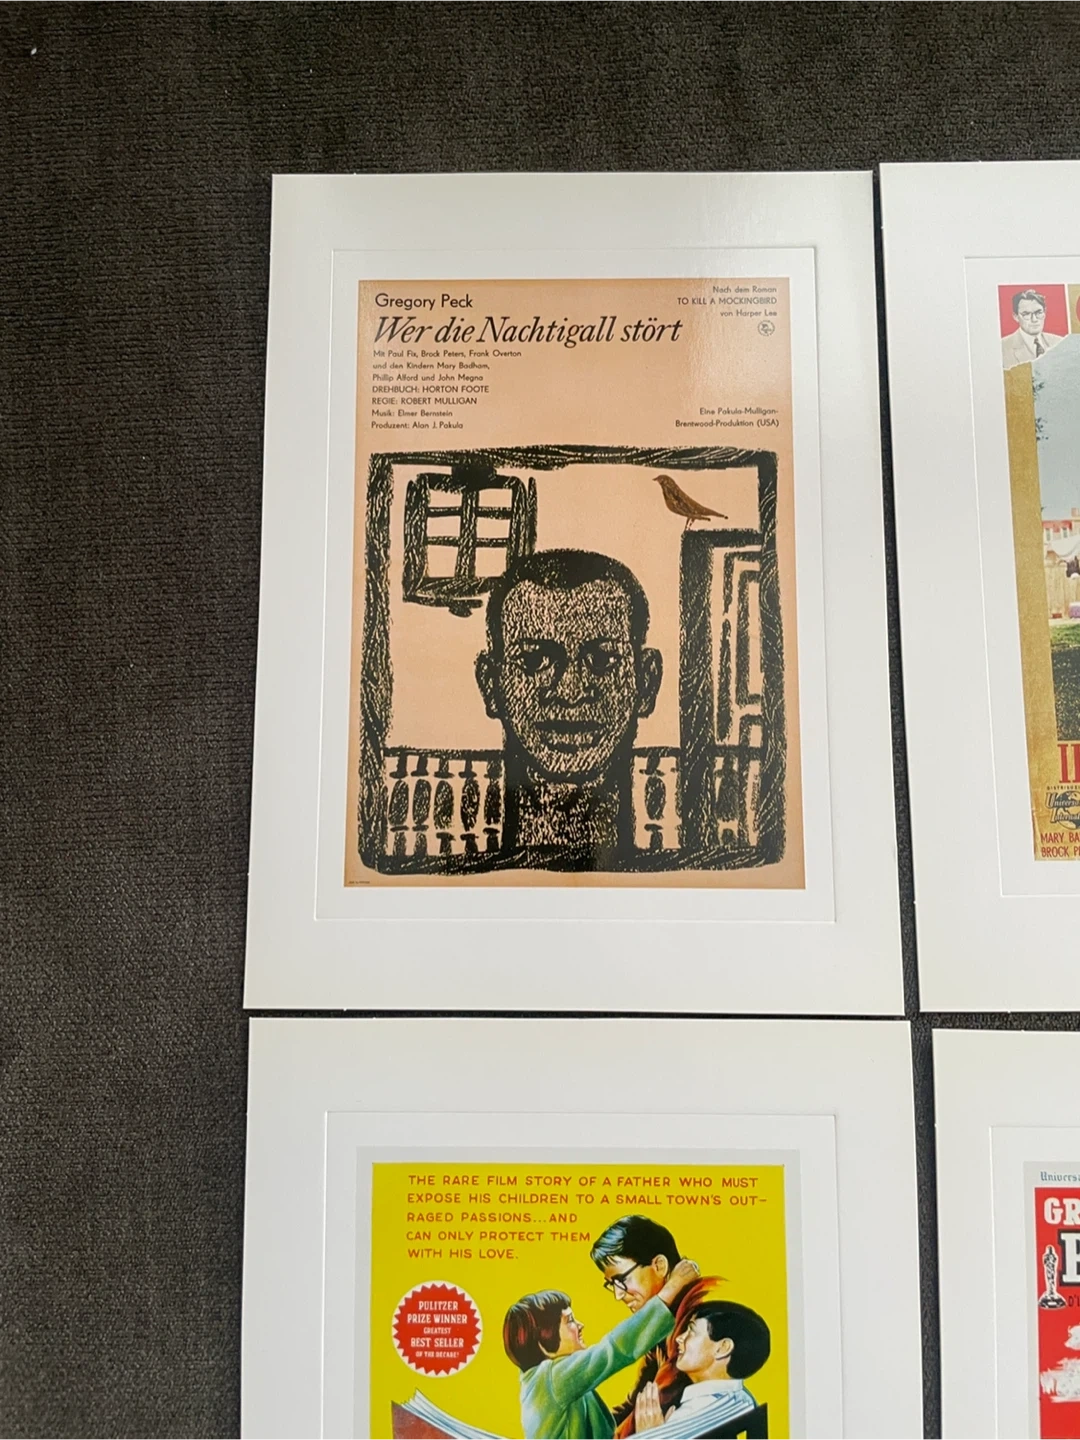 Gregory Peck
Wer die Nachtigall stört
Mit Paul Fix, Brock Peters, Frank Overton
und den Kindern Mary Badham,
Phillip Alford und John Megna
DREHBUCH: HORTON FOOTE
REGIE: ROBERT MULLIGAN
Musik: Elmer Bernstein
Produzent: Alan J. Pakula
Nach dem Roman
TO KILL A MOCKINGBIRD
von Harper Lee
Eine Pakula-Mulligan-
Brentwood-Produktion (USA)
MARY BA
BROCK P
THE RARE FILM STORY OF A FATHER WHO MUST
EXPOSE HIS CHILDREN TO A SMALL TOWN'S OUT-
RAGED PASSIONS...AND
CAN ONLY PROTECT THEM
WITH HIS LOVE.
PULITZER
PRIZE WINNER
GREATEST
BEST SELLER
OF THE DECADE!
Univers
GR